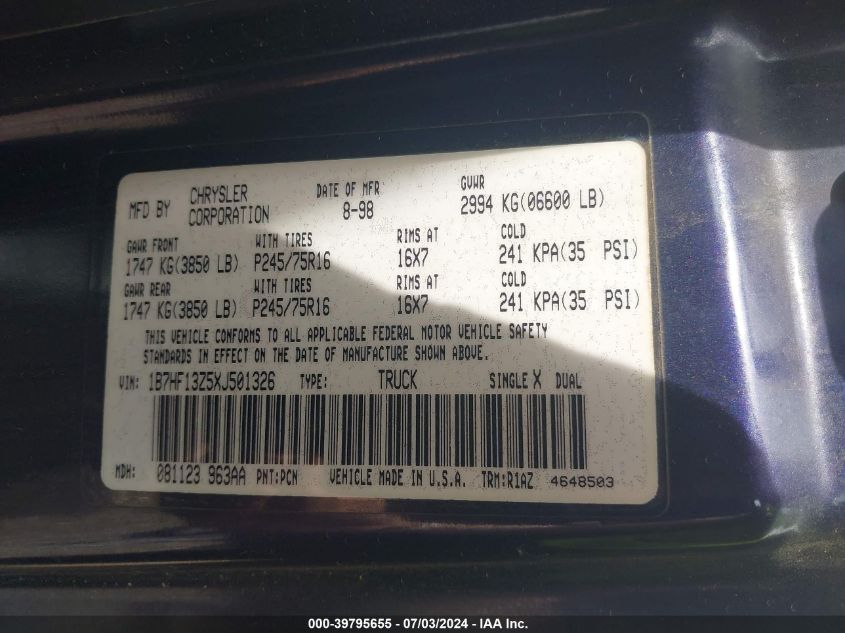 MFD BY CHRYSLER CORPORATION DATE OF MFR 8-98 GVWR 2994 KG(06600 LB)
GAWR FRONT WITH TIRES RIMS AT COLD
1747 KG(3850 LB) P245/75R16 16X7 241 KPA(35 PSI)
GAWR REAR WITH TIRES RIMS AT COLD
1747 KG(3850 LB) P245/75R16 16X7 241 KPA(35 PSI)
THIS VEHICLE CONFORMS TO ALL APPLICABLE FEDERAL MOTOR VEHICLE SAFETY
STANDARDS IN EFFECT ON THE DATE OF MANUFACTURE SHOWN ABOVE.
VIN: 1B7HF13Z5XJ501326 TYPE: TRUCK SINGLE X DUAL
MDH: 081123 963AA PNT:PCN VEHICLE MADE IN U.S.A. TRM:R1AZ 4648503
000-39795655 - 07/03/2024 - IAA Inc.